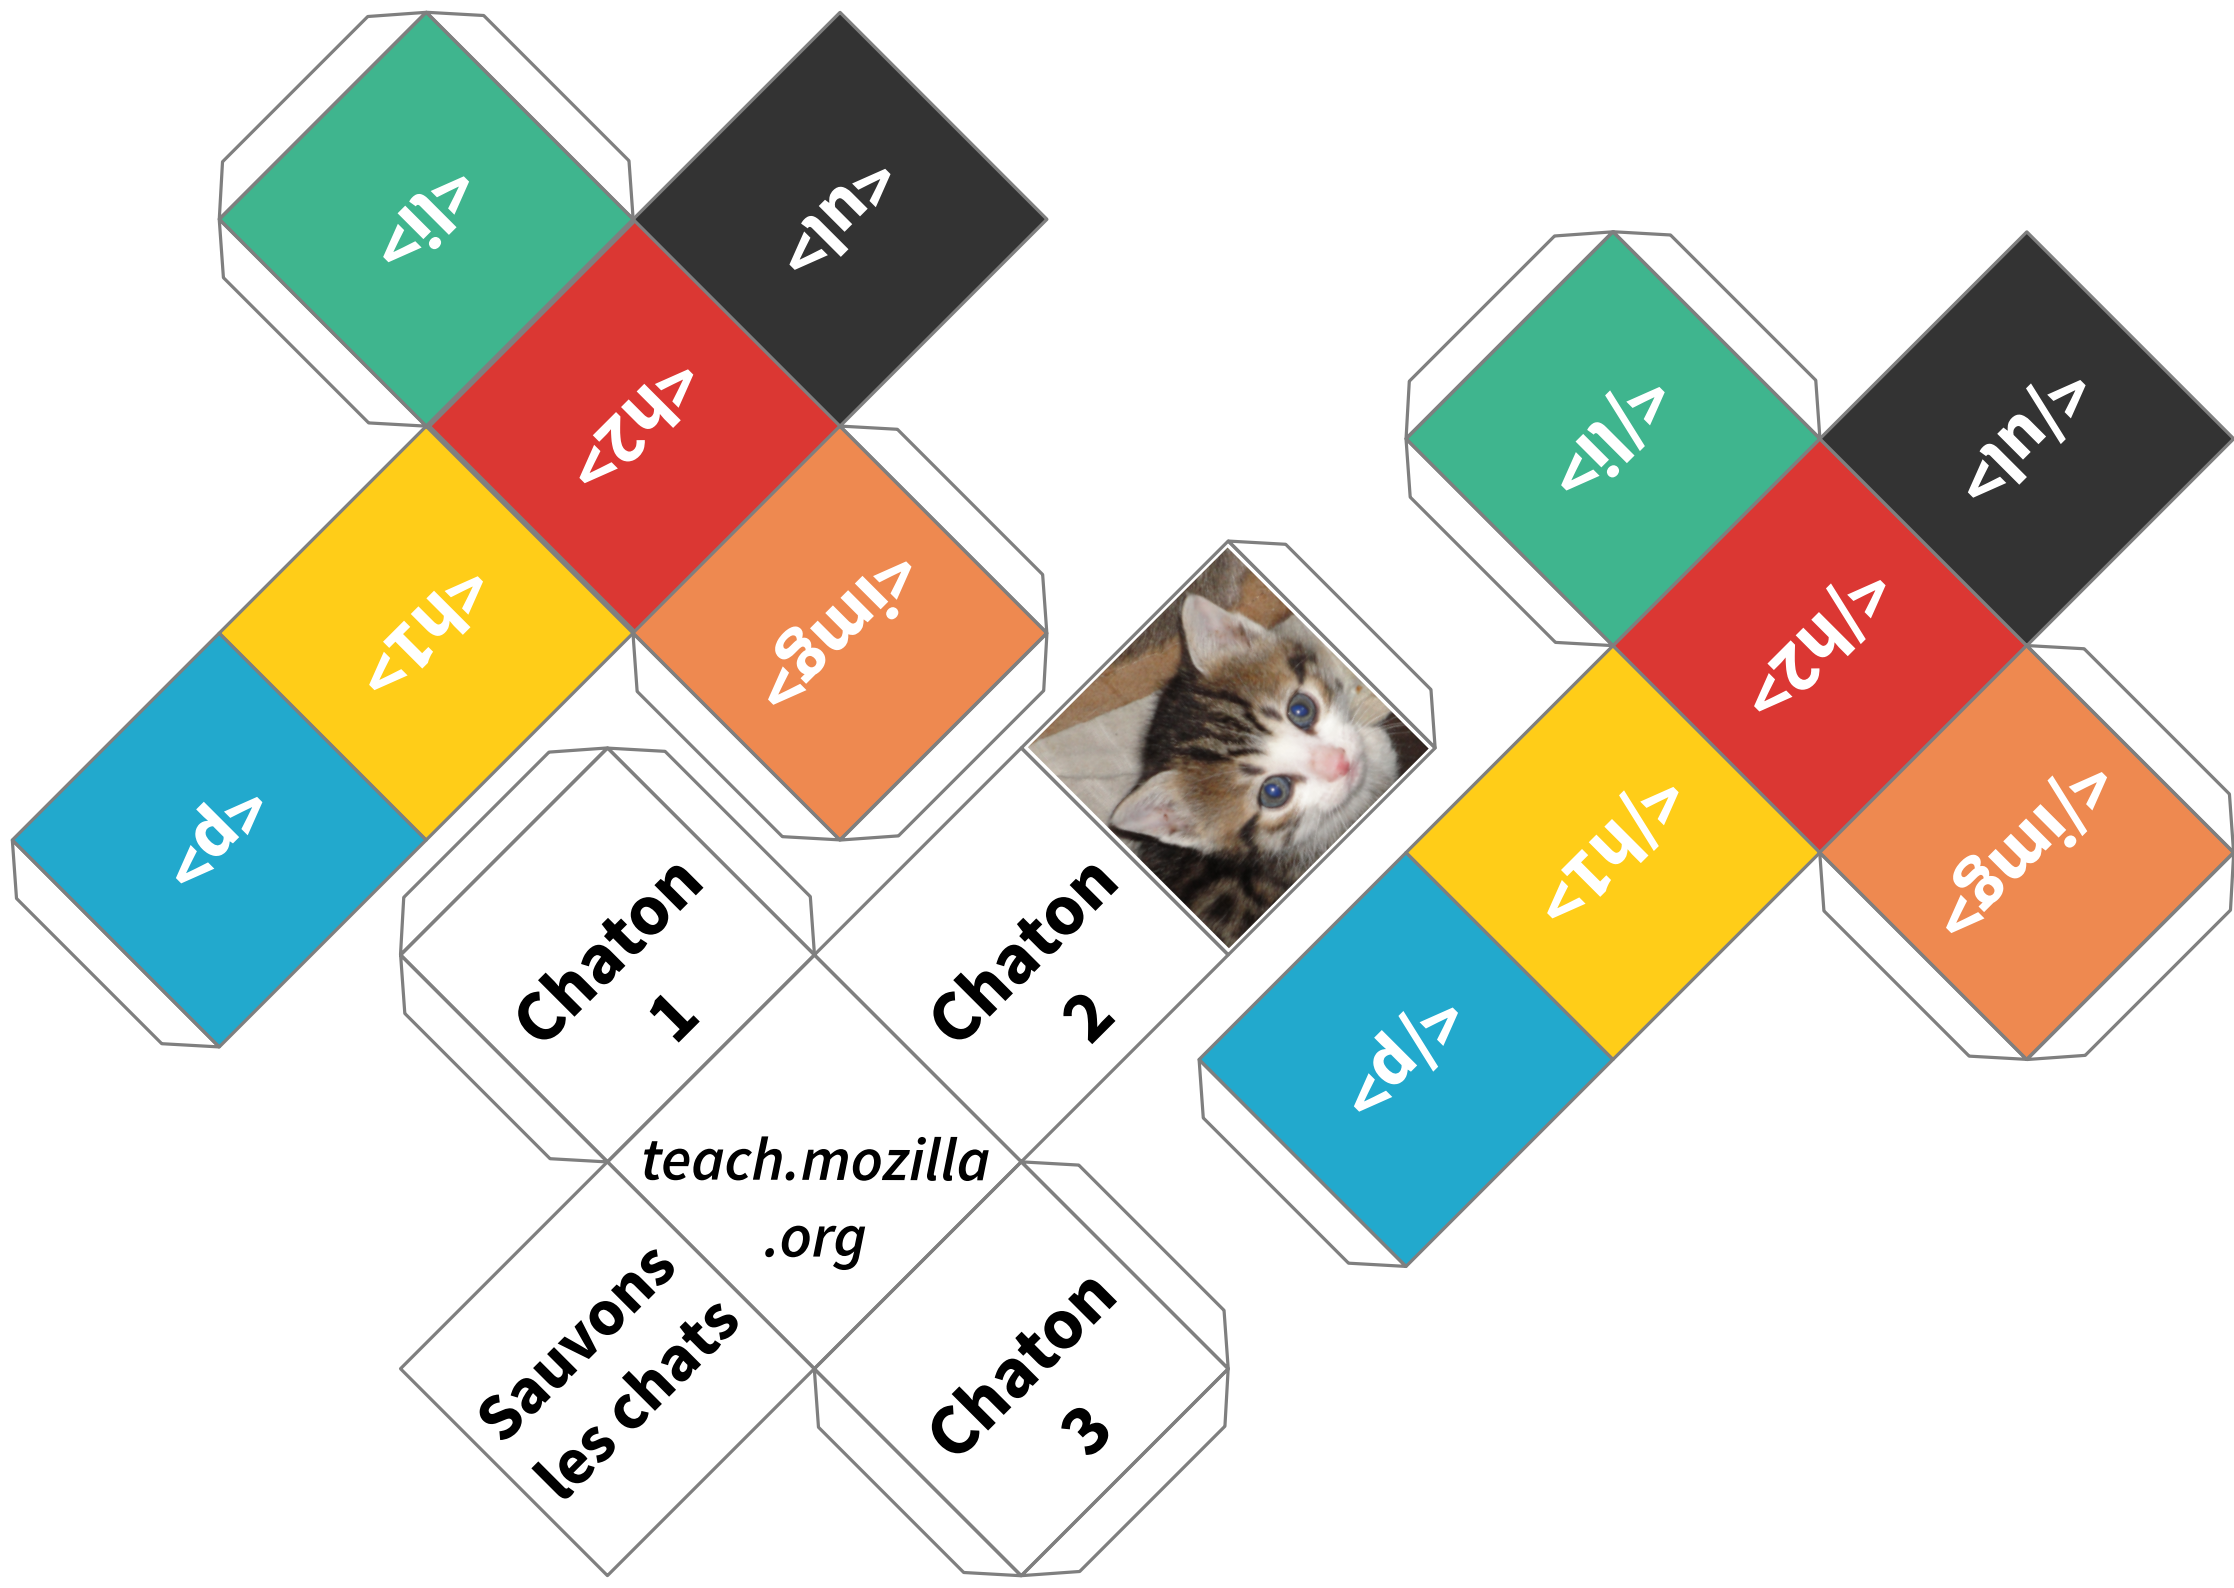 <li>
<ul>
<h2>
<h1>
<img>
<p>
</li>
</ul>
</h2>
</h1>
</img>
</p>
Chaton
1
Chaton
2
teach.mozilla
.org
Sauvons
les chats
Chaton
3